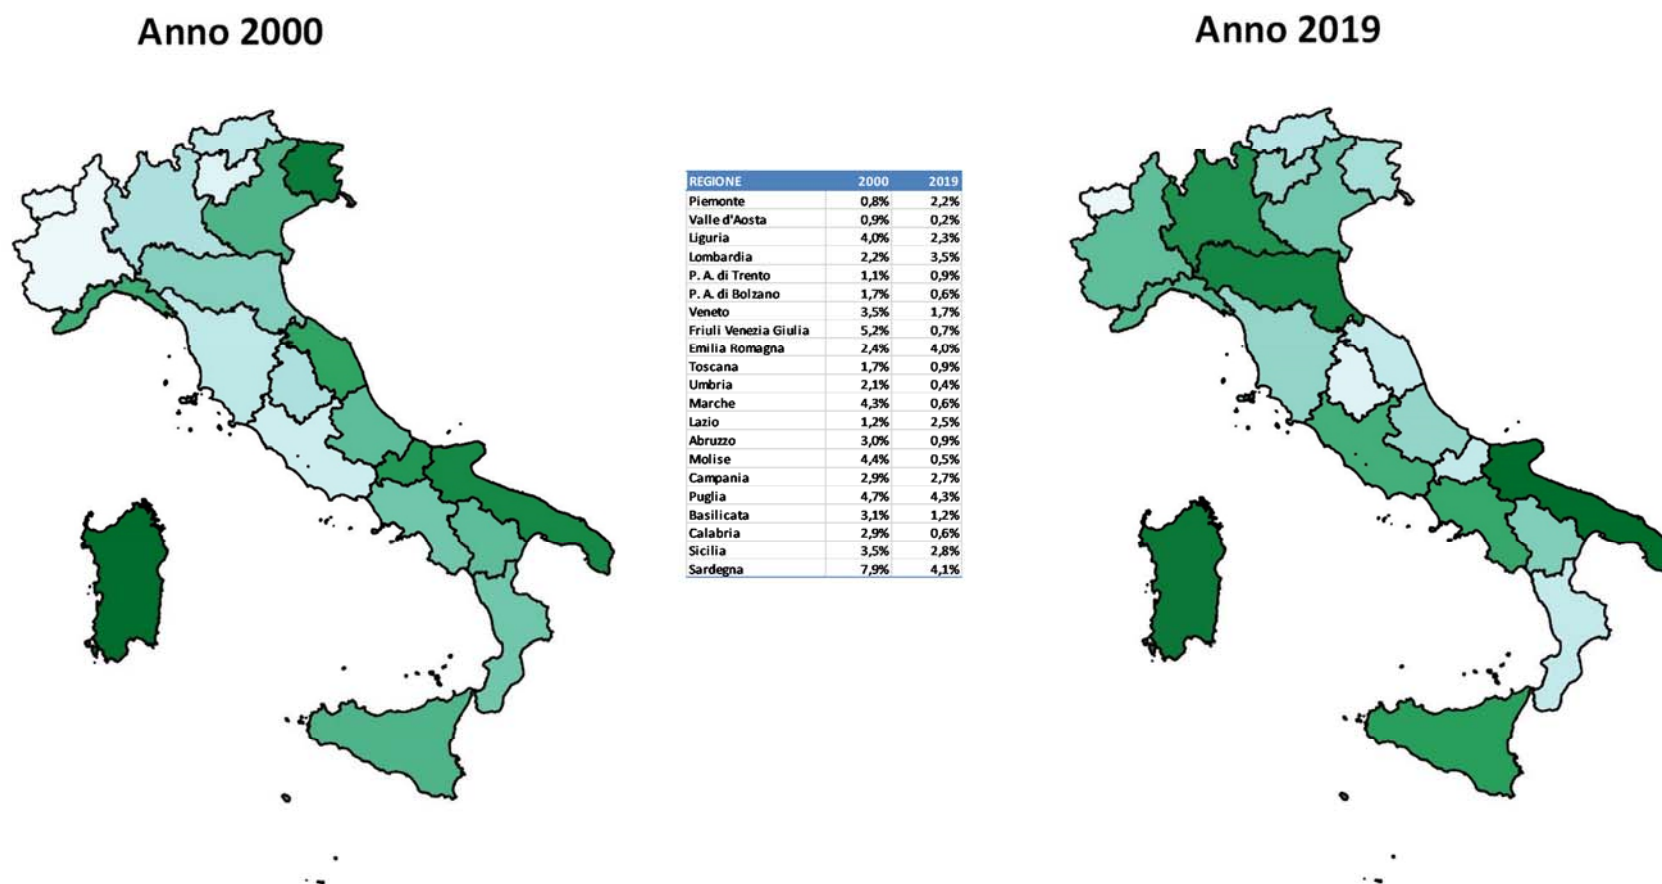 Anno 2000
Anno 2019
REGIONE 2000 2019
Piemonte 0,8% 2,2%
Valle d'Aosta 0,9% 0,2%
Liguria 4,0% 2,3%
Lombardia 2,2% 3,5%
P. A. di Trento 1,1% 0,9%
P. A. di Bolzano 1,7% 0,6%
Veneto 3,5% 1,7%
Friuli Venezia Giulia 5,2% 0,7%
Emilia Romagna 2,4% 4,0%
Toscana 1,7% 0,9%
Umbria 2,1% 0,4%
Marche 4,3% 0,6%
Lazio 1,2% 2,5%
Abruzzo 3,0% 0,9%
Molise 4,4% 0,5%
Campania 2,9% 2,7%
Puglia 4,7% 4,3%
Basilicata 3,1% 1,2%
Calabria 2,9% 0,6%
Sicilia 3,5% 2,8%
Sardegna 7,9% 4,1%